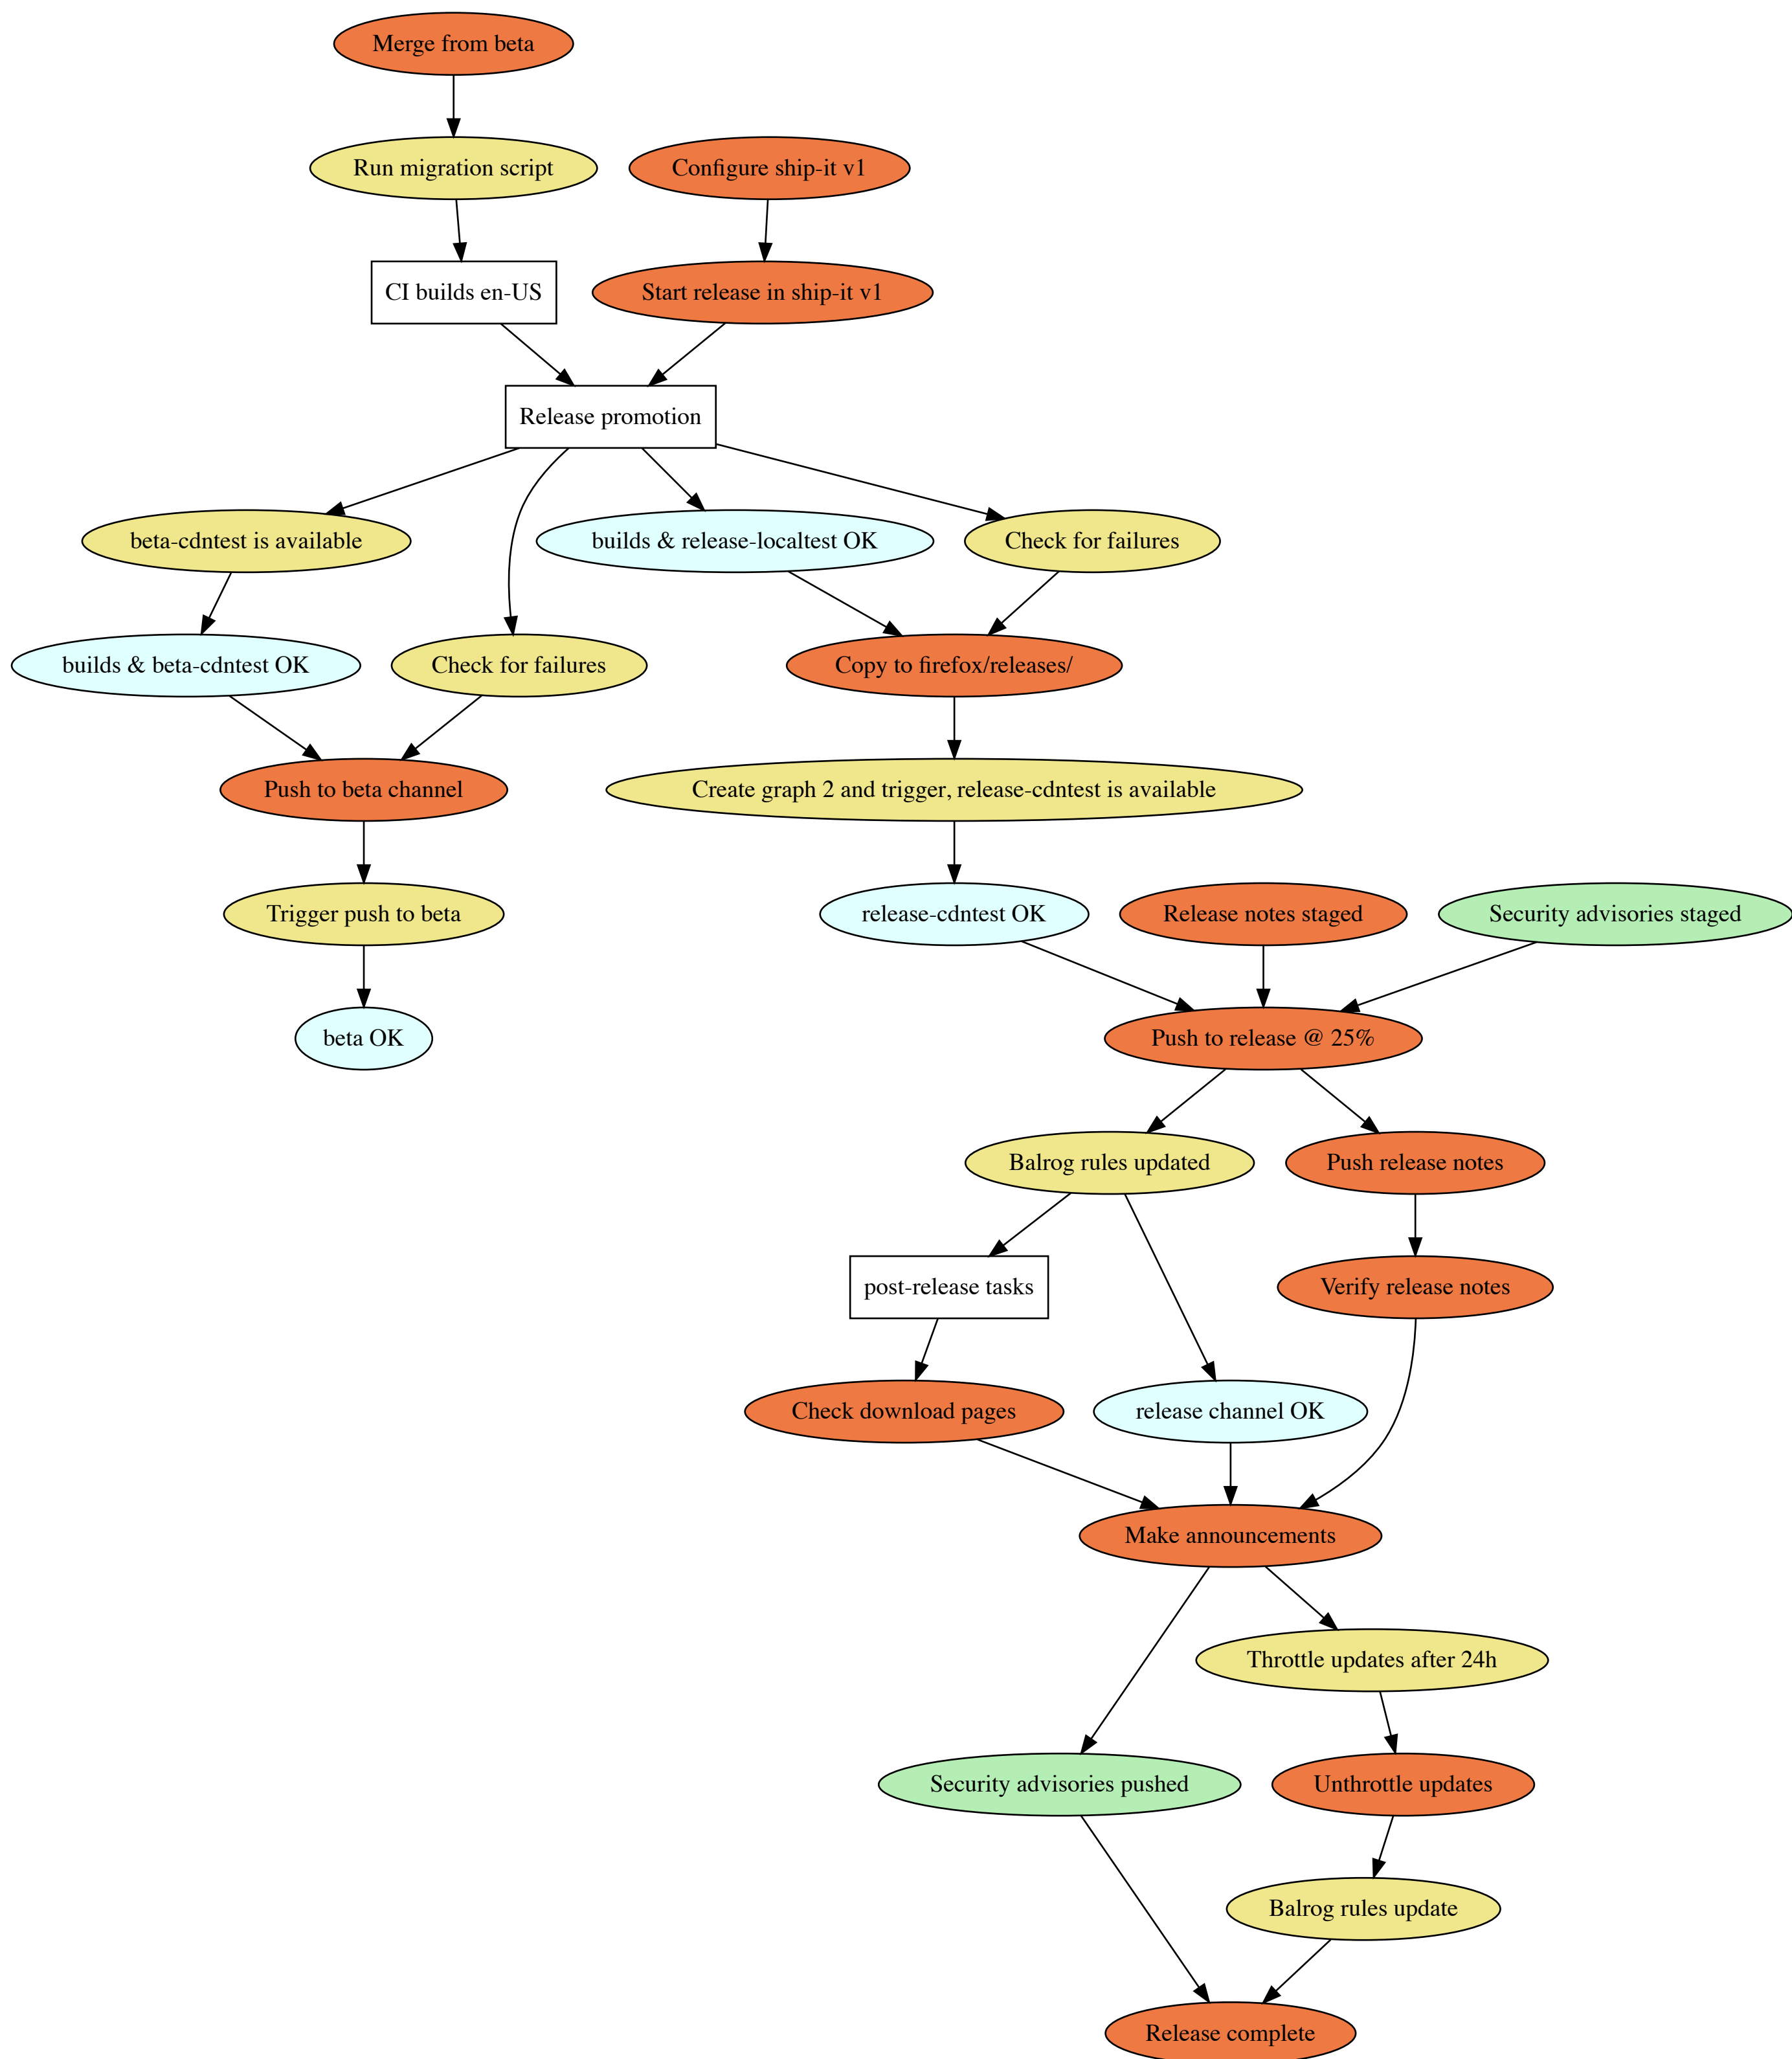 Merge from beta
Run migration script
Configure ship-it v1
CI builds en-US
Start release in ship-it v1
Release promotion
beta-cdntest is available
builds & release-localtest OK
Check for failures
builds & beta-cdntest OK
Check for failures
Copy to firefox/releases/
Push to beta channel
Create graph 2 and trigger, release-cdntest is available
Trigger push to beta
release-cdntest OK
Release notes staged
Security advisories staged
beta OK
Push to release @ 25%
Balrog rules updated
Push release notes
post-release tasks
Verify release notes
Check download pages
release channel OK
Make announcements
Throttle updates after 24h
Security advisories pushed
Unthrottle updates
Balrog rules update
Release complete